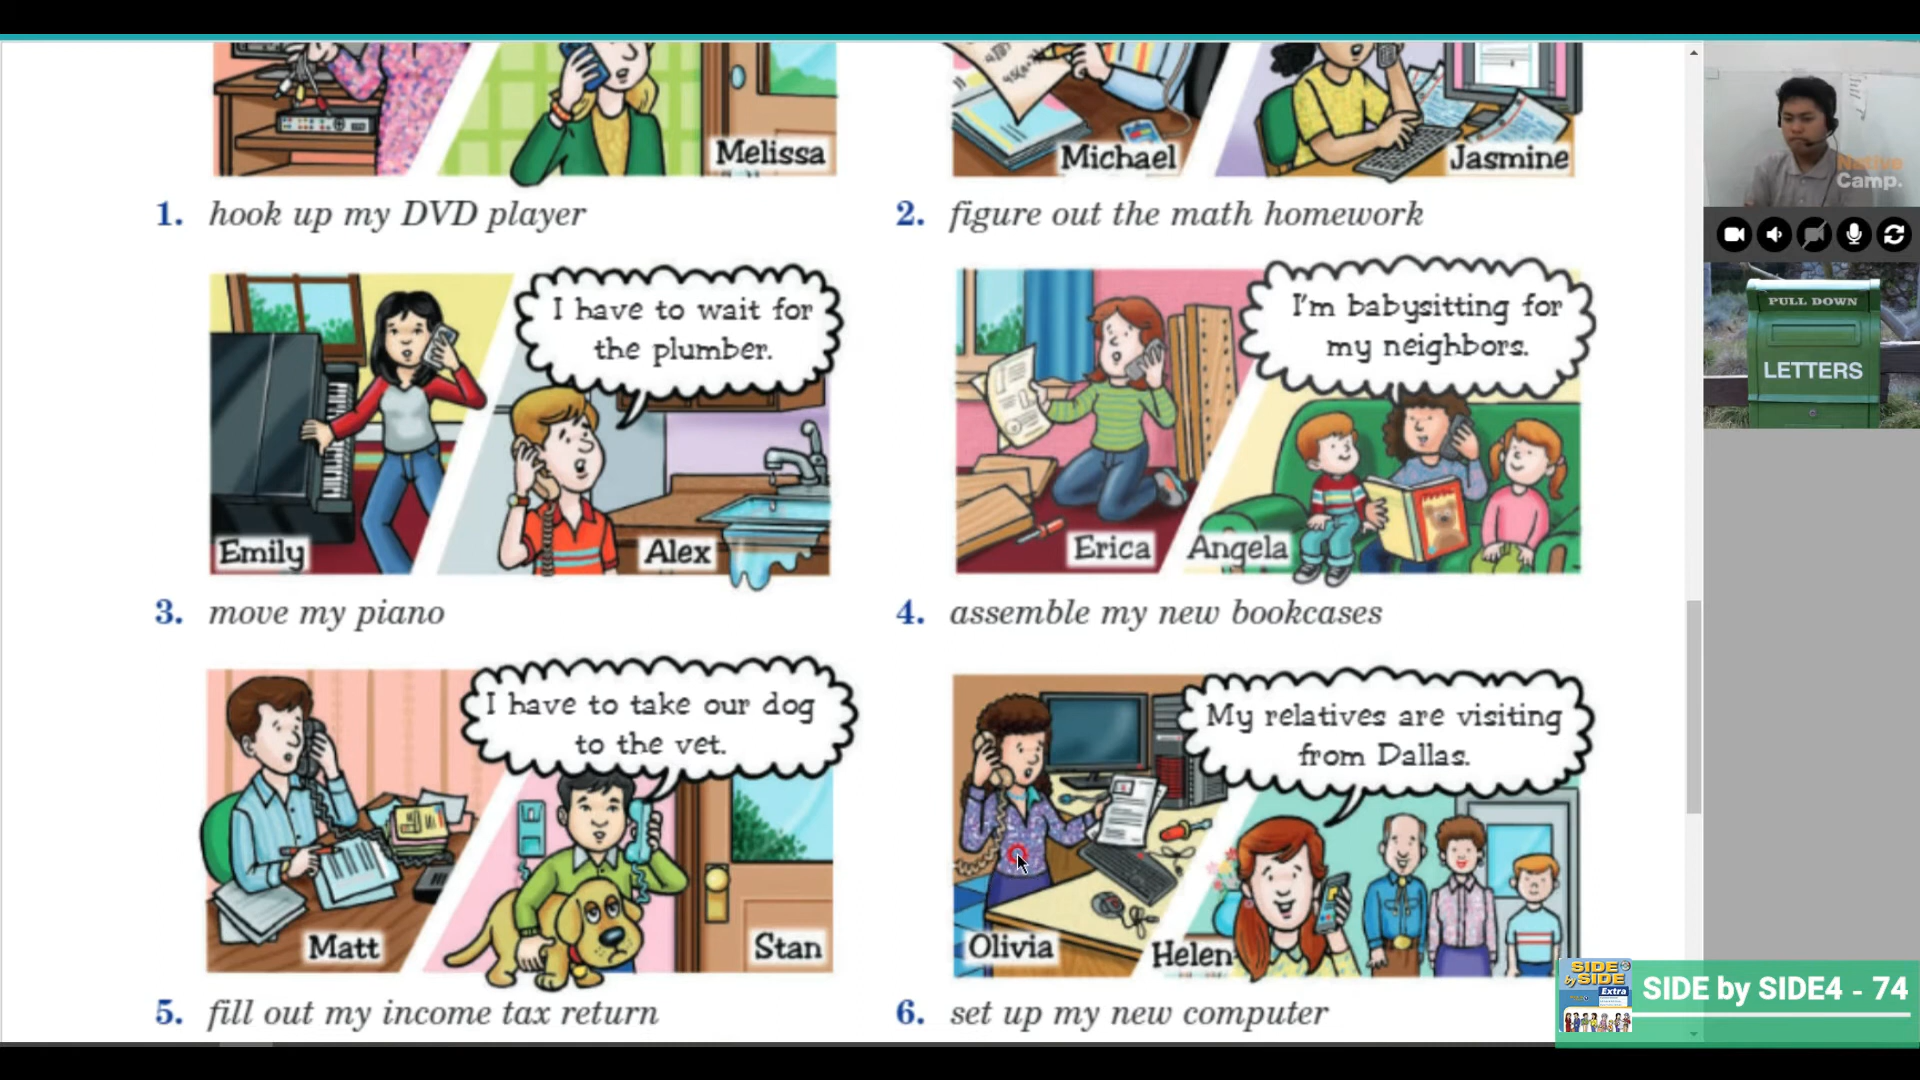 Melissa
Michael
Jasmine
1. hook up my DVD player
2. figure out the math homework
I have to wait for
the plumber.
Emily
Alex
3. move my piano
I'm babysitting for
my neighbors.
Erica
Angela
4. assemble my new bookcases
I have to take our dog
to the vet.
Matt
Stan
5. fill out my income tax return
My relatives are visiting
from Dallas.
Olivia
Helen
6. set up my new computer
Native
Camp.
PULL DOWN
LETTERS
SIDE
by SIDE
Extra
SIDE by SIDE4 - 74